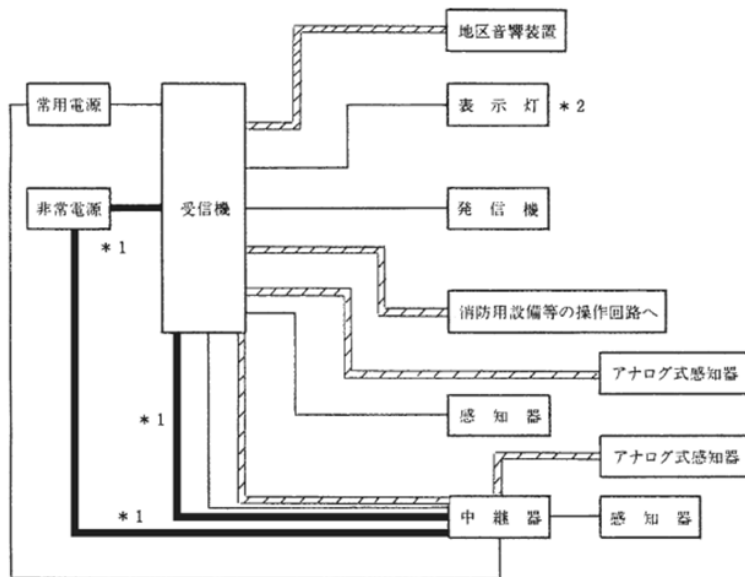 地区音響装置
常用電源
表示灯 *2
非常電源
受信機
発信機
*1
消防用設備等の操作回路へ
アナログ式感知器
*1
感知器
アナログ式感知器
*1
中継器
感知器